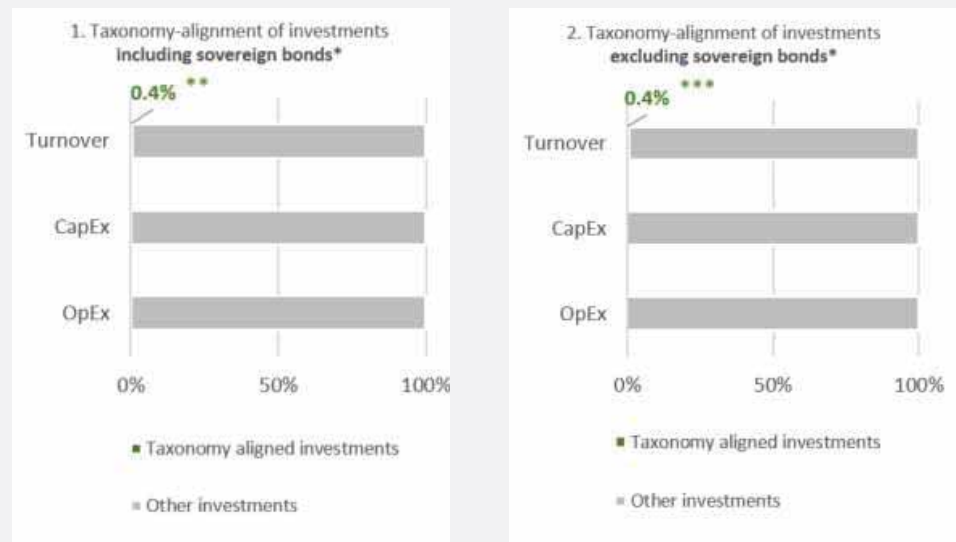 1. Taxonomy-alignment of investments
including sovereign bonds*
0.4% **
Turnover
CapEx
OpEx
0% 50% 100%
Taxonomy aligned investments
Other investments
2. Taxonomy-alignment of investments
excluding sovereign bonds*
0.4% ***
Turnover
CapEx
OpEx
0% 50% 100%
Taxonomy aligned investments
Other investments